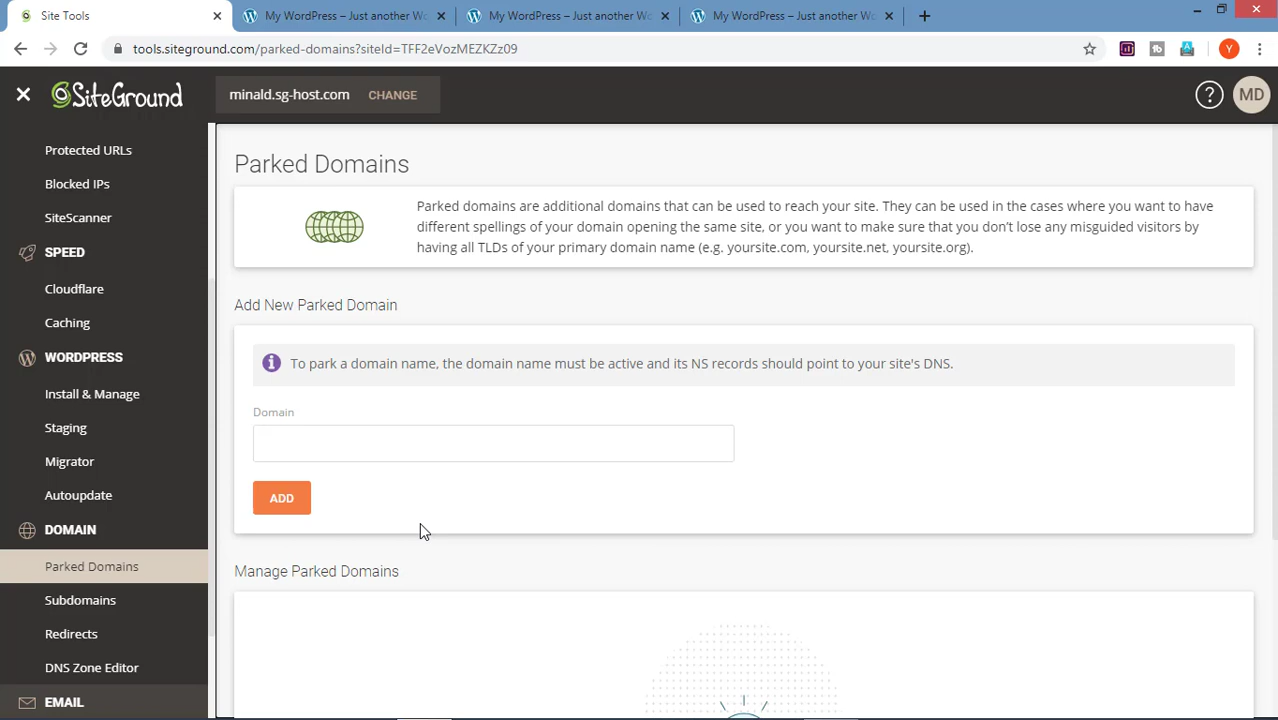 Site Tools
My WordPress – Just another Wo
My WordPress – Just another Wo
My WordPress – Just another Wo
tools.siteground.com/parked-domains?siteId=TFF2eVozMEZKZz09
Y
SiteGround
minald.sg-host.com CHANGE
?
MD
Protected URLs
Blocked IPs
SiteScanner
SPEED
Cloudflare
Caching
WORDPRESS
Install & Manage
Staging
Migrator
Autoupdate
DOMAIN
Parked Domains
Subdomains
Redirects
DNS Zone Editor
EMAIL
Parked Domains
Parked domains are additional domains that can be used to reach your site. They can be used in the cases where you want to
different spellings of your domain opening the same site, or you want to make sure that you don't lose any misguided visitors by
having all TLDs of your primary domain name (e.g. yoursite.com, yoursite.net, yoursite.org).
Add New Parked Domain
To park a domain name, the domain name must be active and its NS records should point to your site's DNS.
Domain
ADD
Manage Parked Domains